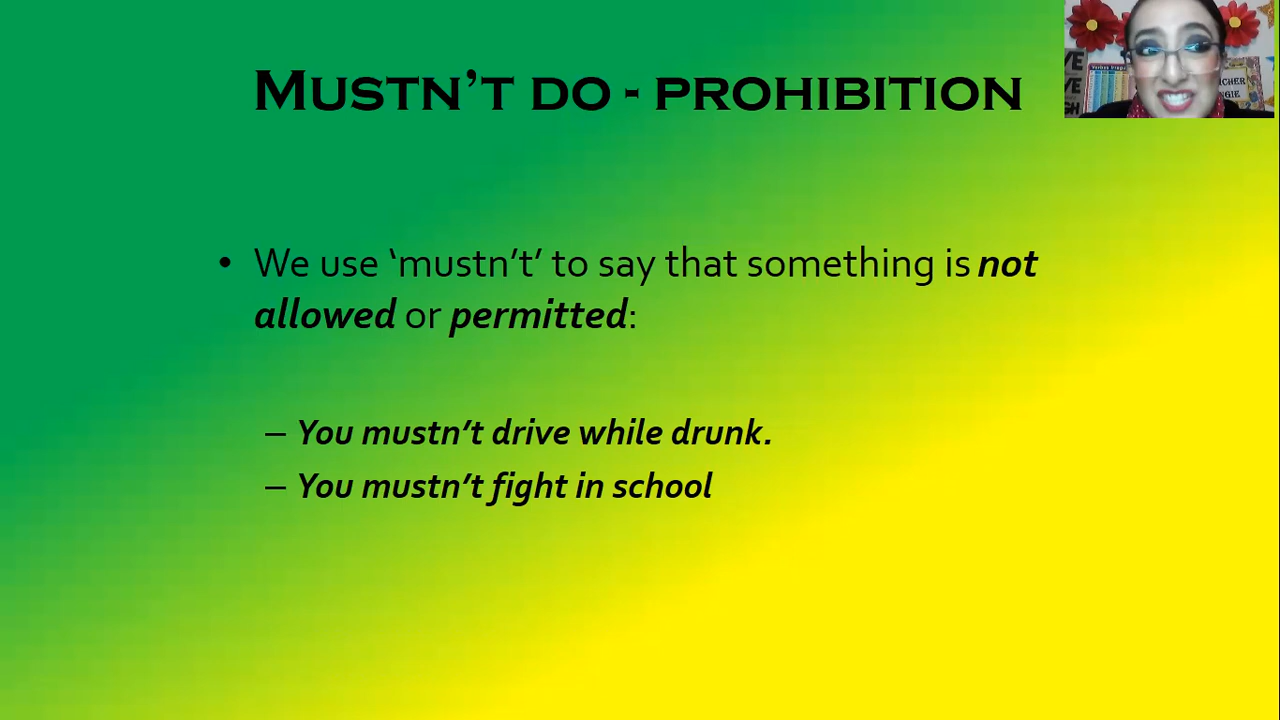 MUSTN'T DO - PROHIBITION
• We use ‘mustn’t’ to say that something is not
allowed or permitted:
– You mustn’t drive while drunk.
– You mustn’t fight in school